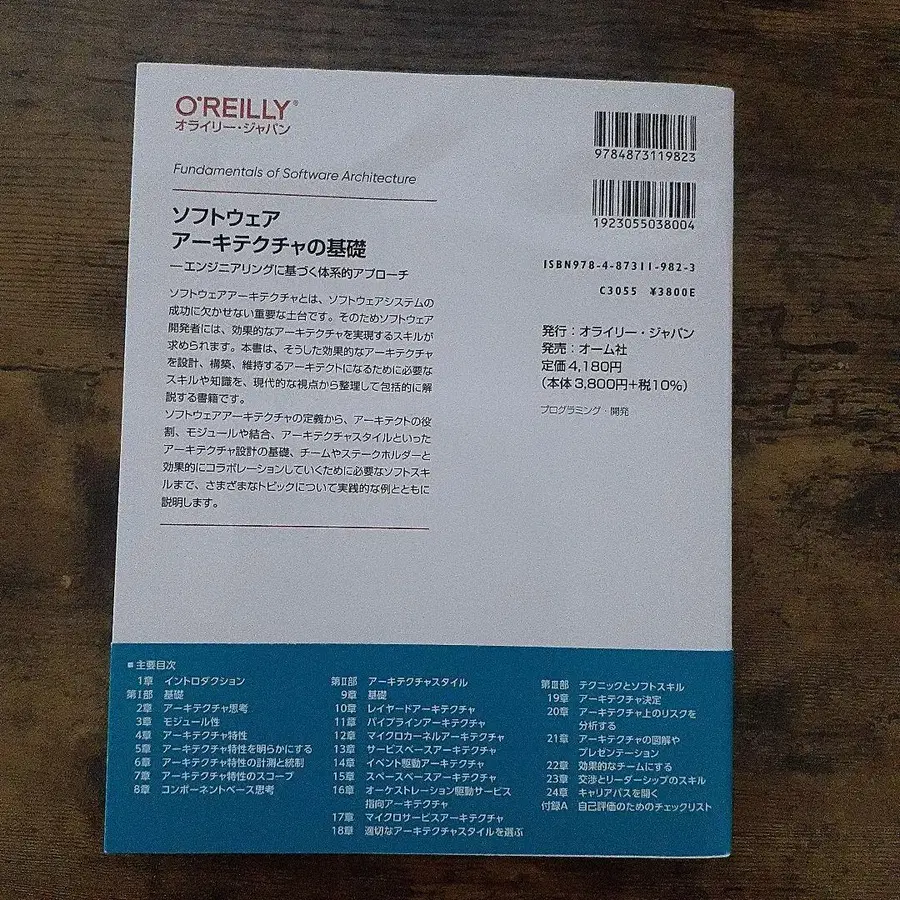 O'REILLY®
オライリー・ジャパン
Fundamentals of Software Architecture
ソフトウェア
アーキテクチャの基礎
―エンジニアリングに基づく体系的アプローチ
ソフトウェアアーキテクチャとは、ソフトウェアシステムの
成功に欠かせない重要な土台です。そのためソフトウェア
開発者には、効果的なアーキテクチャを実現するスキルが
求められます。本書は、そうした効果的なアーキテクチャ
を設計、構築、維持するアーキテクトになるために必要な
スキルや知識を、現代的な視点から整理して包括的に解
説する書籍です。
ソフトウェアアーキテクチャの定義から、アーキテクトの役
割、モジュールや結合、アーキテクチャスタイルといった
アーキテクチャ設計の基礎、チームやステークホルダーと
効果的にコラボレーションしていくために必要なソフトスキ
ルまで、さまざまなトピックについて実践的な例とともに
説明します。
9784873119823
1923055038004
ISBN978-4-87311-982-3
C3055 ¥3800E
発行：オライリー・ジャパン
発売：オーム社
定価4,180円
（本体3,800円+税10%）
プログラミング・開発
■主要目次
1章 イントロダクション
第Ⅰ部 基礎
2章 アーキテクチャ思考
3章 モジュール性
4章 アーキテクチャ特性
5章 アーキテクチャ特性を明らかにする
6章 アーキテクチャ特性の計測と統制
7章 アーキテクチャ特性のスコープ
8章 コンポーネントベース思考
第Ⅱ部 アーキテクチャスタイル
9章 基礎
10章 レイヤードアーキテクチャ
11章 パイプラインアーキテクチャ
12章 マイクロカーネルアーキテクチャ
13章 サービスベースアーキテクチャ
14章 イベント駆動アーキテクチャ
15章 スペースベースアーキテクチャ
16章 オーケストレーション駆動サービス
指向アーキテクチャ
17章 マイクロサービスアーキテクチャ
18章 適切なアーキテクチャスタイルを選ぶ
第Ⅲ部 テクニックとソフトスキル
19章 アーキテクチャ決定
20章 アーキテクチャ上のリスクを
分析する
21章 アーキテクチャの図解や
プレゼンテーション
22章 効果的なチームにする
23章 交渉とリーダーシップのスキル
24章 キャリアパスを開く
付録A 自己評価のためのチェックリスト